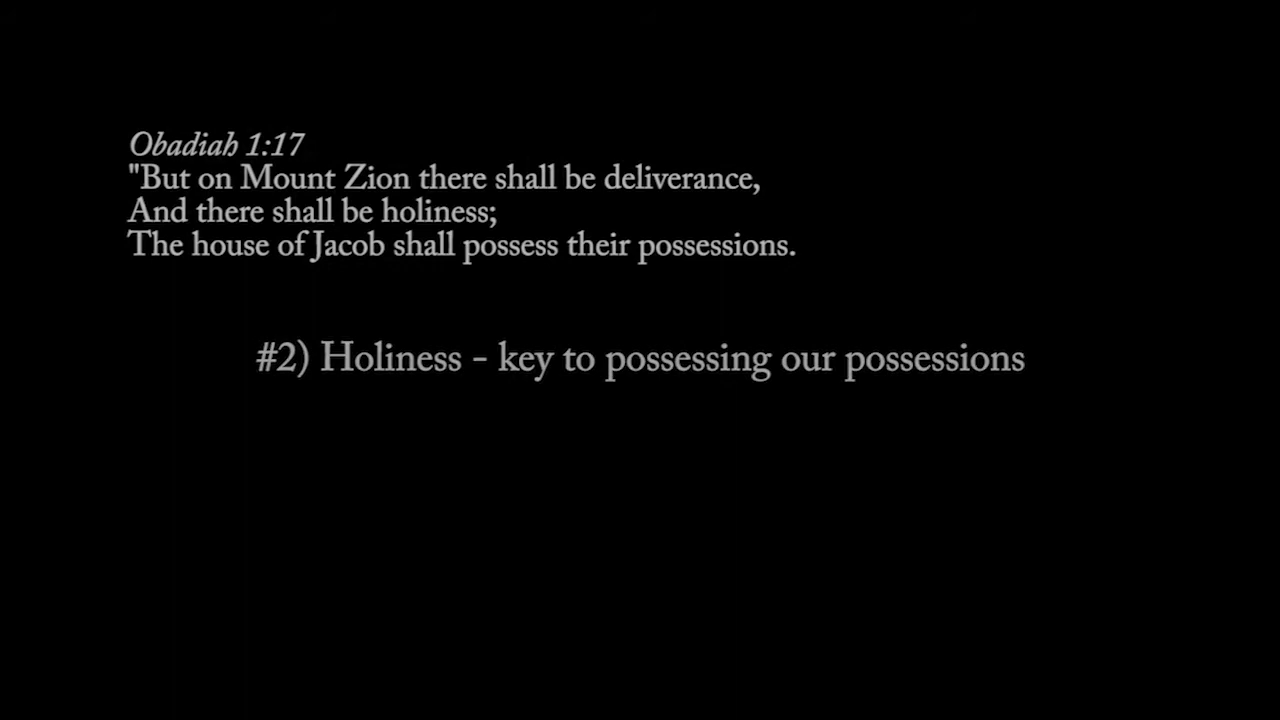 Obadiah 1:17
"But on Mount Zion there shall be deliverance,
And there shall be holiness;
The house of Jacob shall possess their possessions.
#2) Holiness - key to possessing our possessions